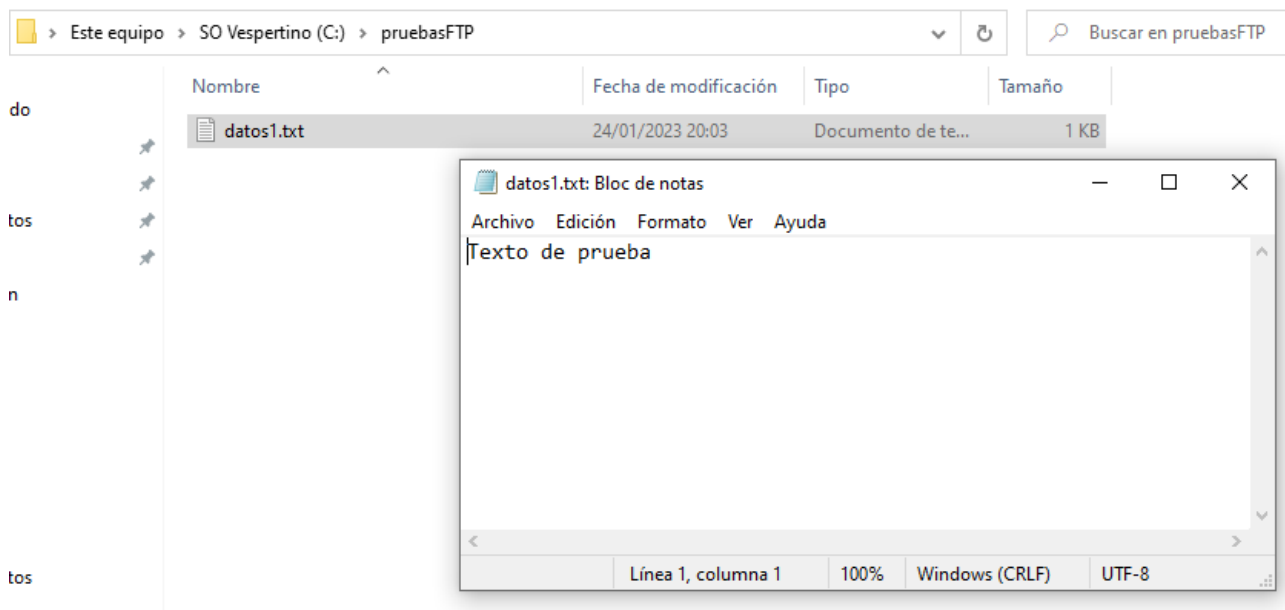 Este equipo > SO Vespertino (C:) > pruebasFTP
Buscar en pruebasFTP
Nombre
Fecha de modificación
Tipo
Tamaño
do
datos1.txt
24/01/2023 20:03
Documento de te...
1 KB
datos1.txt: Bloc de notas
tos
Archivo Edición Formato Ver Ayuda
Texto de prueba
n
tos
Línea 1, columna 1
100%
Windows (CRLF)
UTF-8